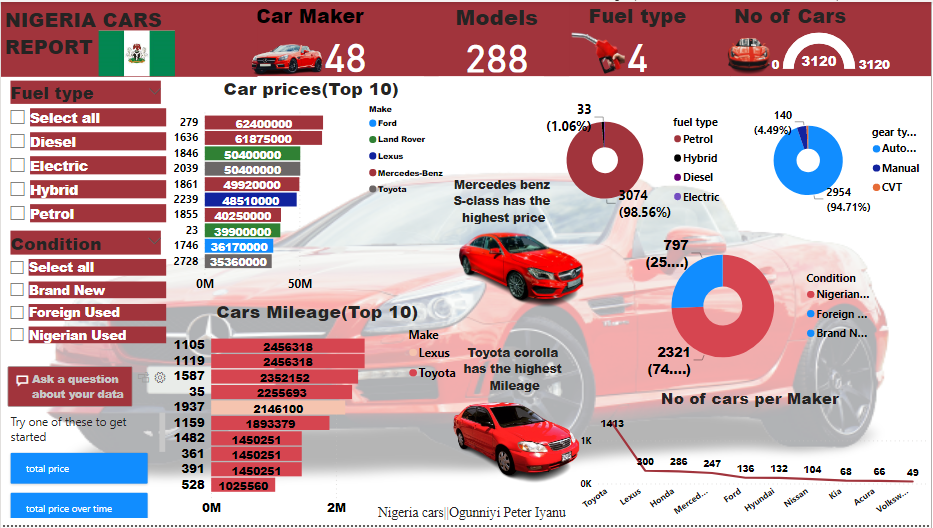 NIGERIA CARS
REPORT
Car Maker
48
Models
288
Fuel type
4
No of Cars
0
3120
3120
Fuel type
Select all
Diesel
Electric
Hybrid
Petrol
Condition
Select all
Brand New
Foreign Used
Nigerian Used
Ask a question
about your data
Try one of these to get
started
total price
total price over time
Car prices(Top 10)
279 62400000
1636 61875000
1846 50400000
2039 50400000
1861 49920000
2239 48510000
1855 40250000
23 39900000
1746 36170000
2728 35360000
0M 50M
Make
Ford
Land Rover
Lexus
Mercedes-Benz
Toyota
Mercedes benz
S-class has the
highest price
Cars Mileage(Top 10)
1105 2456318
1119 2456318
1587 2352152
35 2255693
1937 2146100
1159 1893379
1482 1450251
361 1450251
391 1450251
528 1025560
0M 2M
Make
Lexus
Toyota
Toyota corolla
has the highest
Mileage
33
(1.06%)
3074
(98.56%)
fuel type
Petrol
Hybrid
Diesel
Electric
140
(4.49%)
2954
(94.71%)
gear ty...
Auto...
Manual
CVT
797
(25....)
2321
(74....)
Condition
Nigerian...
Foreign ...
Brand N...
No of cars per Maker
1K
0K
1413 300 286 247 136 132 104 68 66 49
Toyota Lexus Honda Merced... Ford Hyundai Nissan Kia Acura Volksw...
Nigeria cars||Ogunniyi Peter Iyanu